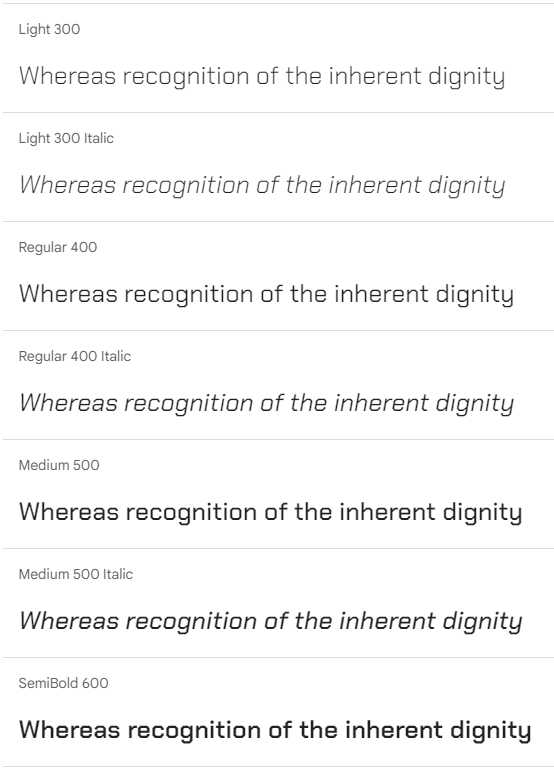 Light 300
Whereas recognition of the inherent dignity
Light 300 Italic
Whereas recognition of the inherent dignity
Regular 400
Whereas recognition of the inherent dignity
Regular 400 Italic
Whereas recognition of the inherent dignity
Medium 500
Whereas recognition of the inherent dignity
Medium 500 Italic
Whereas recognition of the inherent dignity
SemiBold 600
Whereas recognition of the inherent dignity